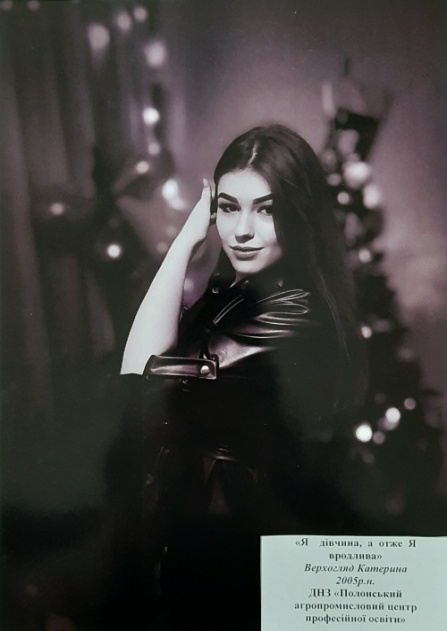 «Я дівчина, а отже Я
вродлива»
Верхогляд Катерина
2005р.н.
ДНЗ «Полонський
агропромисловий центр
професійної освіти»